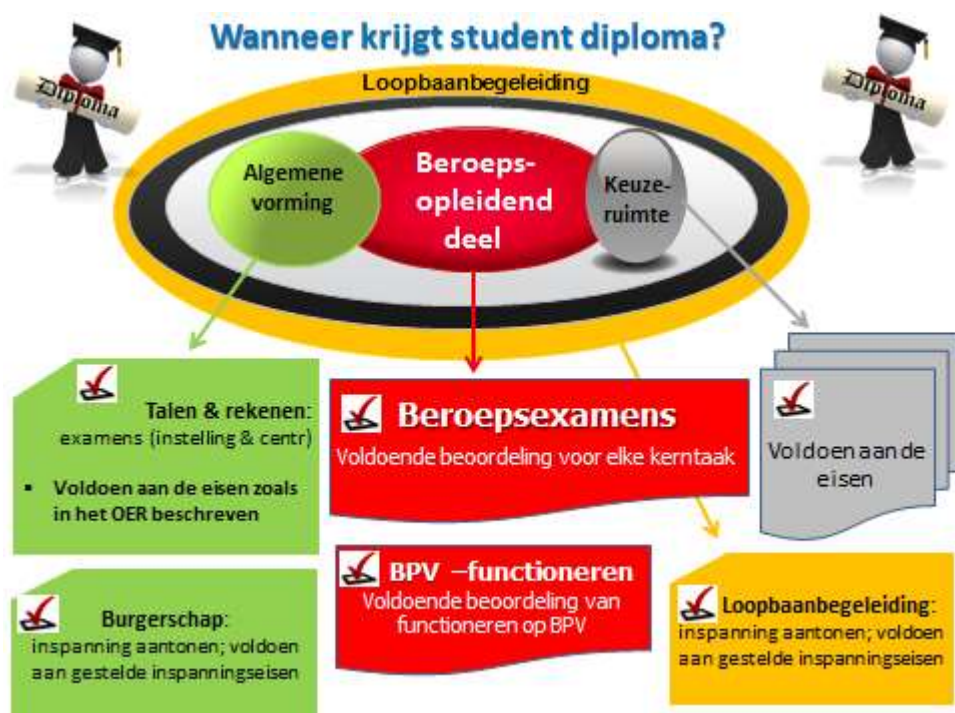 Wanneer krijgt student diploma?
Diploma
Diploma
Loopbaanbegeleiding
Algemene
vorming
Beroeps-
opleidend
deel
Keuze-
ruimte
Talen & rekenen:
examens (instelling & centr)
▪ Voldoen aan de eisen zoals
in het OER beschreven
Beroepsexamens
Voldoende beoordeling voor elke kerntaak
Voldoen aan de
eisen
Burgerschap:
inspanning aantonen; voldoen
aan gestelde inspanningseisen
BPV –functioneren
Voldoende beoordeling van
functioneren op BPV
Loopbaanbegeleiding:
inspanning aantonen; voldoen
aan gestelde inspanningseisen